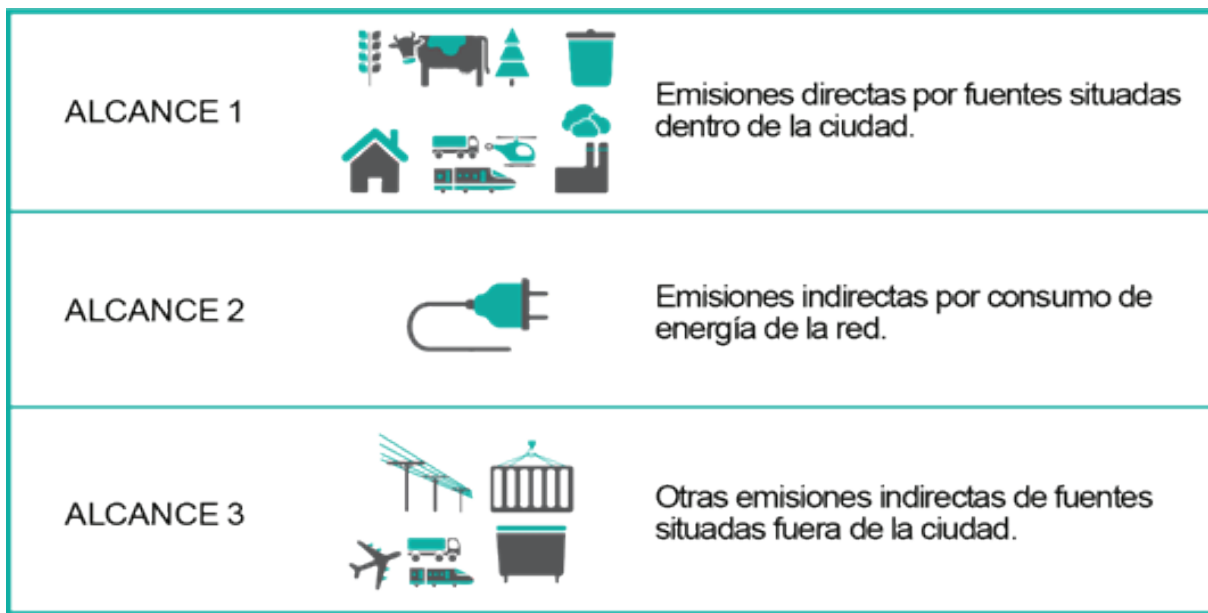 ALCANCE 1
Emisiones directas por fuentes situadas
dentro de la ciudad.
ALCANCE 2
Emisiones indirectas por consumo de
energía de la red.
ALCANCE 3
Otras emisiones indirectas de fuentes
situadas fuera de la ciudad.